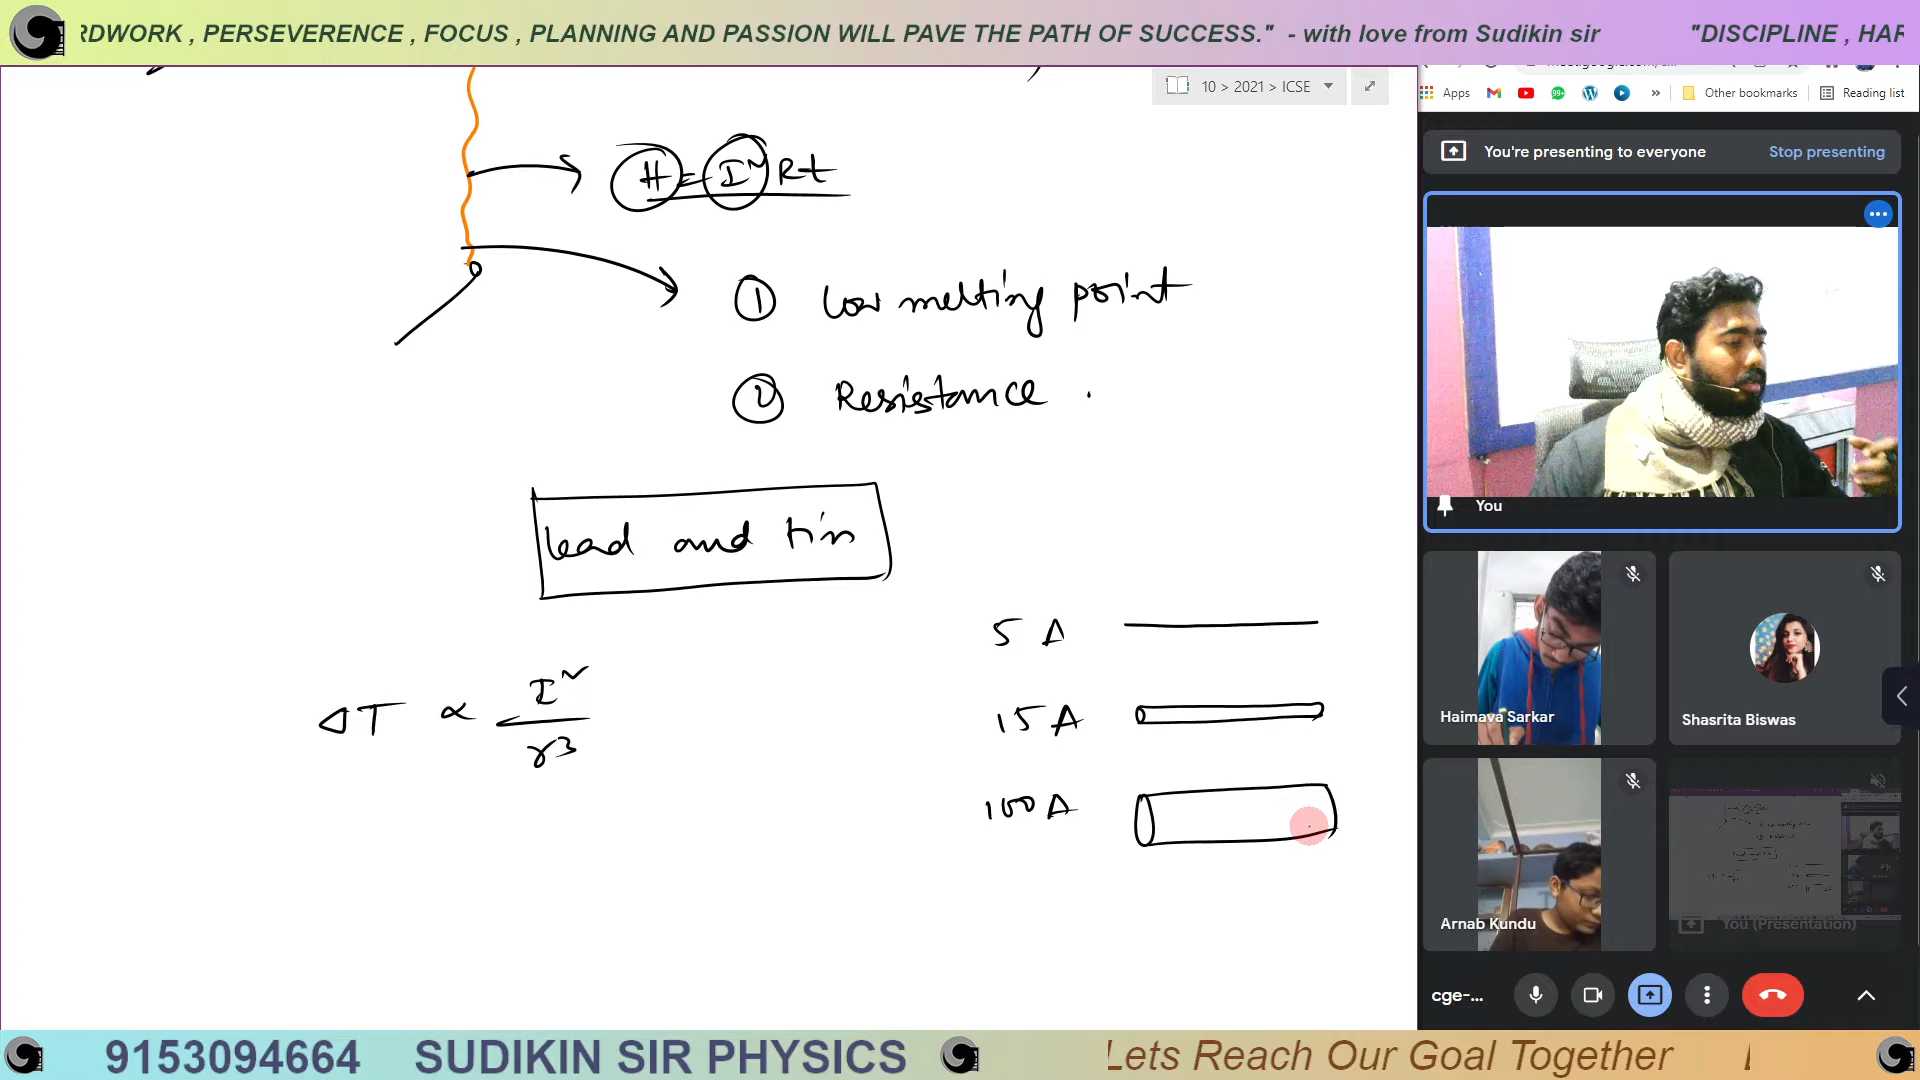 RDWORK , PERSEVERENCE , FOCUS , PLANNING AND PASSION WILL PAVE THE PATH OF SUCCESS." - with love from Sudikin sir "DISCIPLINE , HAR
10 > 2021 > ICSE
Apps
99+
» Other bookmarks Reading list
You're presenting to everyone Stop presenting
H = I² Rt
① Low melting point
② Resistance .
You
lead and tin
5 A
15 A
100 A
ΔT ∝ I² / r³
Haimava Sarkar
Shasrita Biswas
Arnab Kundu
You (Presentation)
cge-...
9153094664 SUDIKIN SIR PHYSICS Lets Reach Our Goal Together